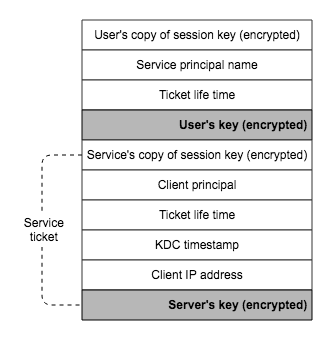 User's copy of session key (encrypted)
Service principal name
Ticket life time
User's key (encrypted)
Service's copy of session key (encrypted)
Client principal
Ticket life time
KDC timestamp
Client IP address
Server's key (encrypted)
Service
ticket